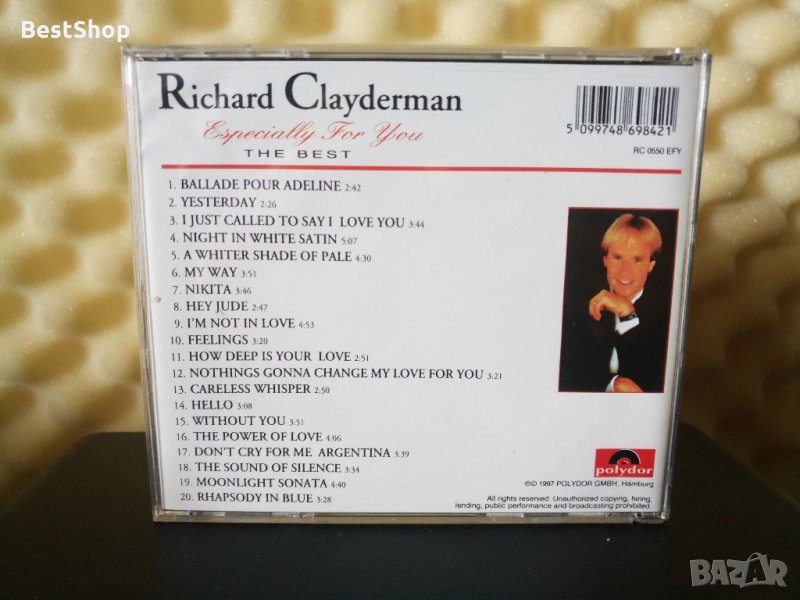 BestShop
Richard Clayderman
Especially For You
THE BEST
5 099748 698421
RC 0550 EFY
1. BALLADE POUR ADELINE 2:42
2. YESTERDAY 2:26
3. I JUST CALLED TO SAY I LOVE YOU 3:44
4. NIGHT IN WHITE SATIN 5:07
5. A WHITER SHADE OF PALE 4:30
6. MY WAY 3:51
7. NIKITA 3:46
8. HEY JUDE 2:47
9. I'M NOT IN LOVE 4:53
10. FEELINGS 3:20
11. HOW DEEP IS YOUR LOVE 2:51
12. NOTHINGS GONNA CHANGE MY LOVE FOR YOU 3:21
13. CARELESS WHISPER 2:50
14. HELLO 3:08
15. WITHOUT YOU 3:51
16. THE POWER OF LOVE 4:06
17. DON'T CRY FOR ME ARGENTINA 3:39
18. THE SOUND OF SILENCE 3:34
19. MOONLIGHT SONATA 4:40
20. RHAPSODY IN BLUE 3:28
polydor
℗© 1997 POLYDOR GMBH, Hamburg
All rights reserved. Unauthorized copying, hiring,
lending, public performance and broadcasting prohibited.
BAZAR